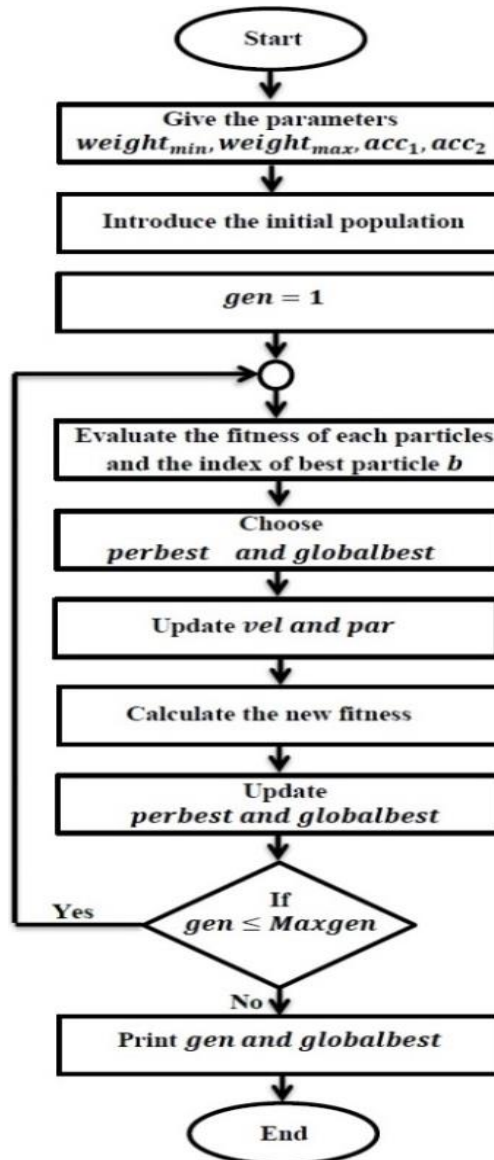 Start
Give the parameters
weight_min, weight_max, acc_1, acc_2
Introduce the initial population
gen = 1
Evaluate the fitness of each particles
and the index of best particle b
Choose
perbest and globalbest
Update vel and par
Calculate the new fitness
Update
perbest and globalbest
If
gen ≤ Maxgen
Yes
No
Print gen and globalbest
End